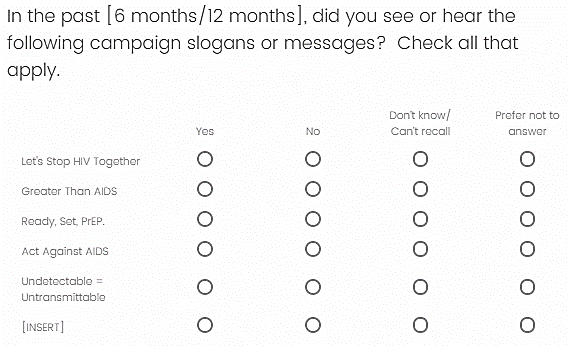 In the past [6 months/12 months], did you see or hear the
following campaign slogans or messages?  Check all that
apply.
Yes No Don't know/ Can't recall Prefer not to answer
Let's Stop HIV Together
Greater Than AIDS
Ready, Set, PrEP.
Act Against AIDS
Undetectable =
Untransmittable
[INSERT]